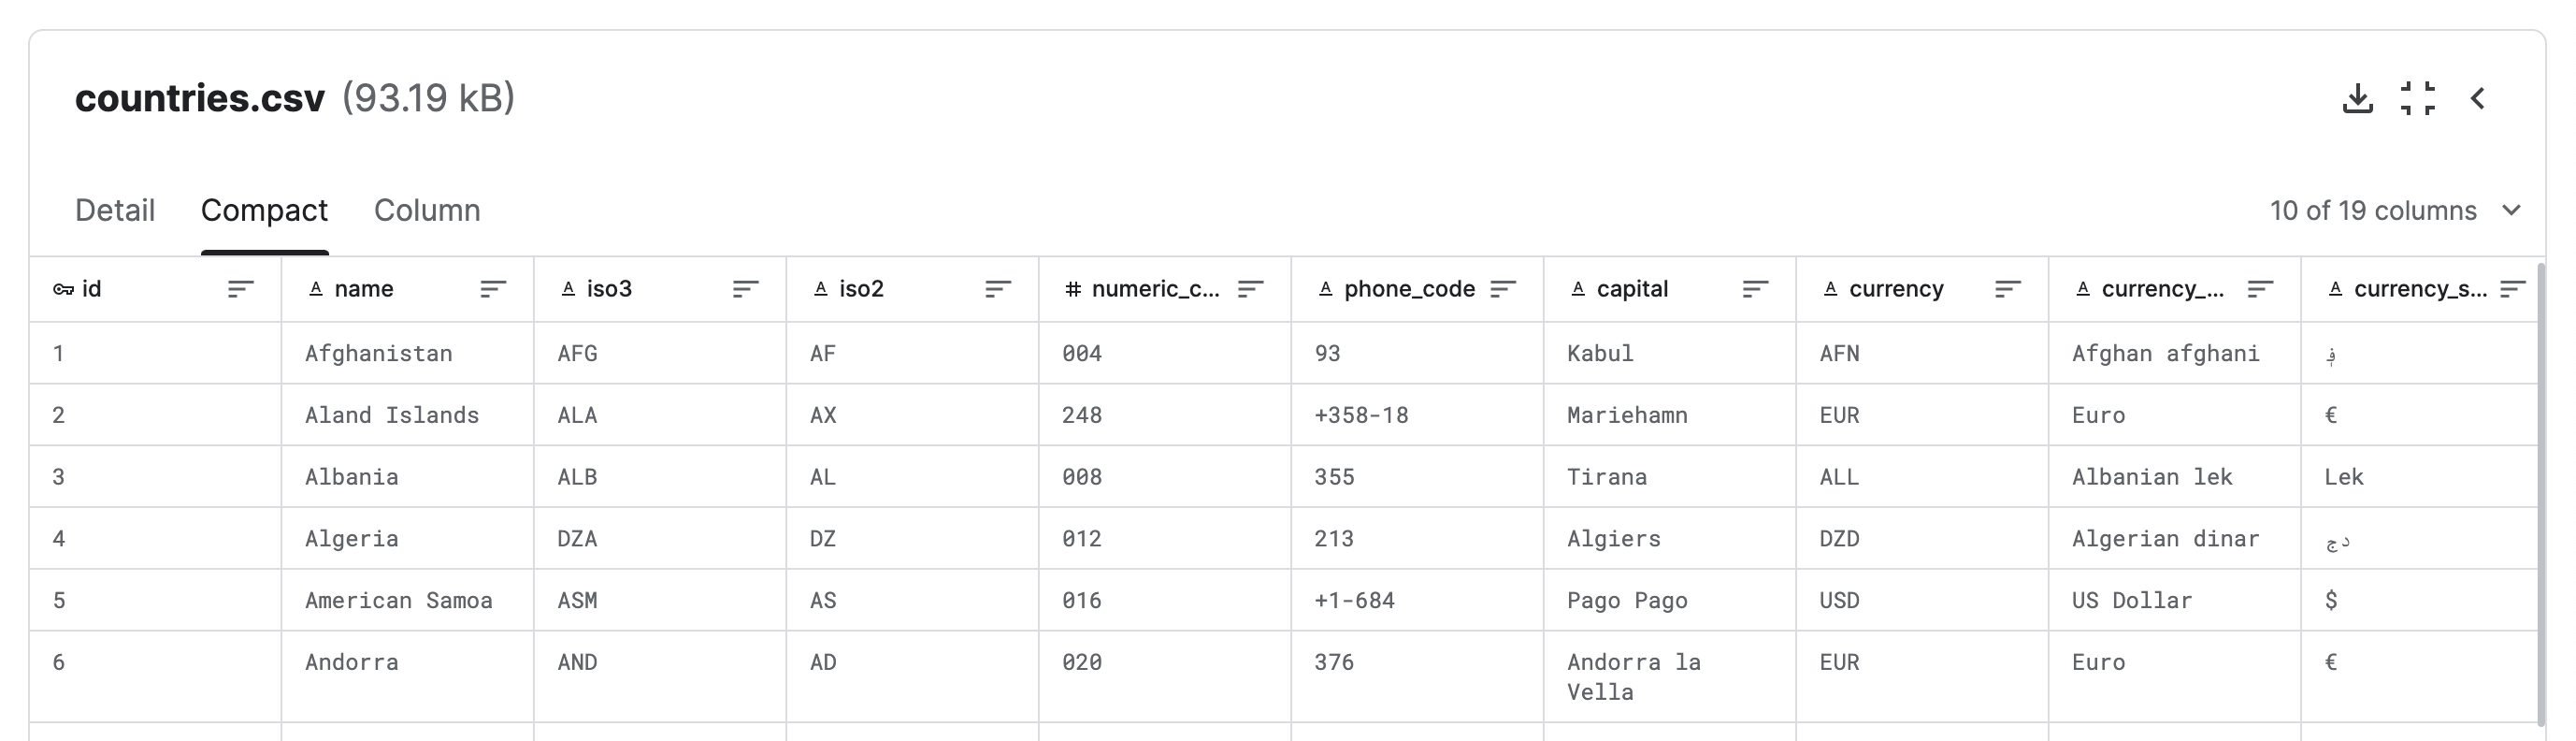 countries.csv (93.19 kB)
Detail Compact Column 10 of 19 columns
id name iso3 iso2 numeric_c... phone_code capital currency currency_... currency_s...
1 Afghanistan AFG AF 004 93 Kabul AFN Afghan afghani ؋
2 Aland Islands ALA AX 248 +358-18 Mariehamn EUR Euro €
3 Albania ALB AL 008 355 Tirana ALL Albanian lek Lek
4 Algeria DZA DZ 012 213 Algiers DZD Algerian dinar دج
5 American Samoa ASM AS 016 +1-684 Pago Pago USD US Dollar $
6 Andorra AND AD 020 376 Andorra la Vella EUR Euro €